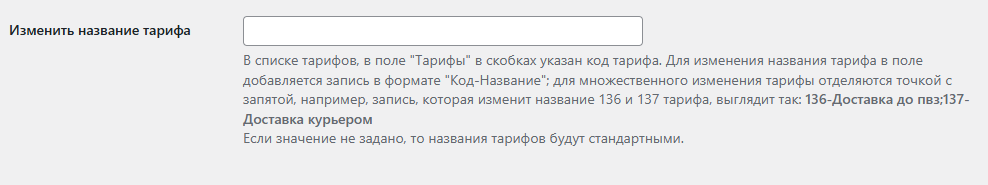 Изменить название тарифа
В списке тарифов, в поле "Тарифы" в скобках указан код тарифа. Для изменения названия тарифа в поле
добавляется запись в формате "Код-Название"; для множественного изменения тарифы отделяются точкой с
запятой, например, запись, которая изменит название 136 и 137 тарифа, выглядит так: 136-Доставка до пвз;137-
Доставка курьером
Если значение не задано, то названия тарифов будут стандартными.